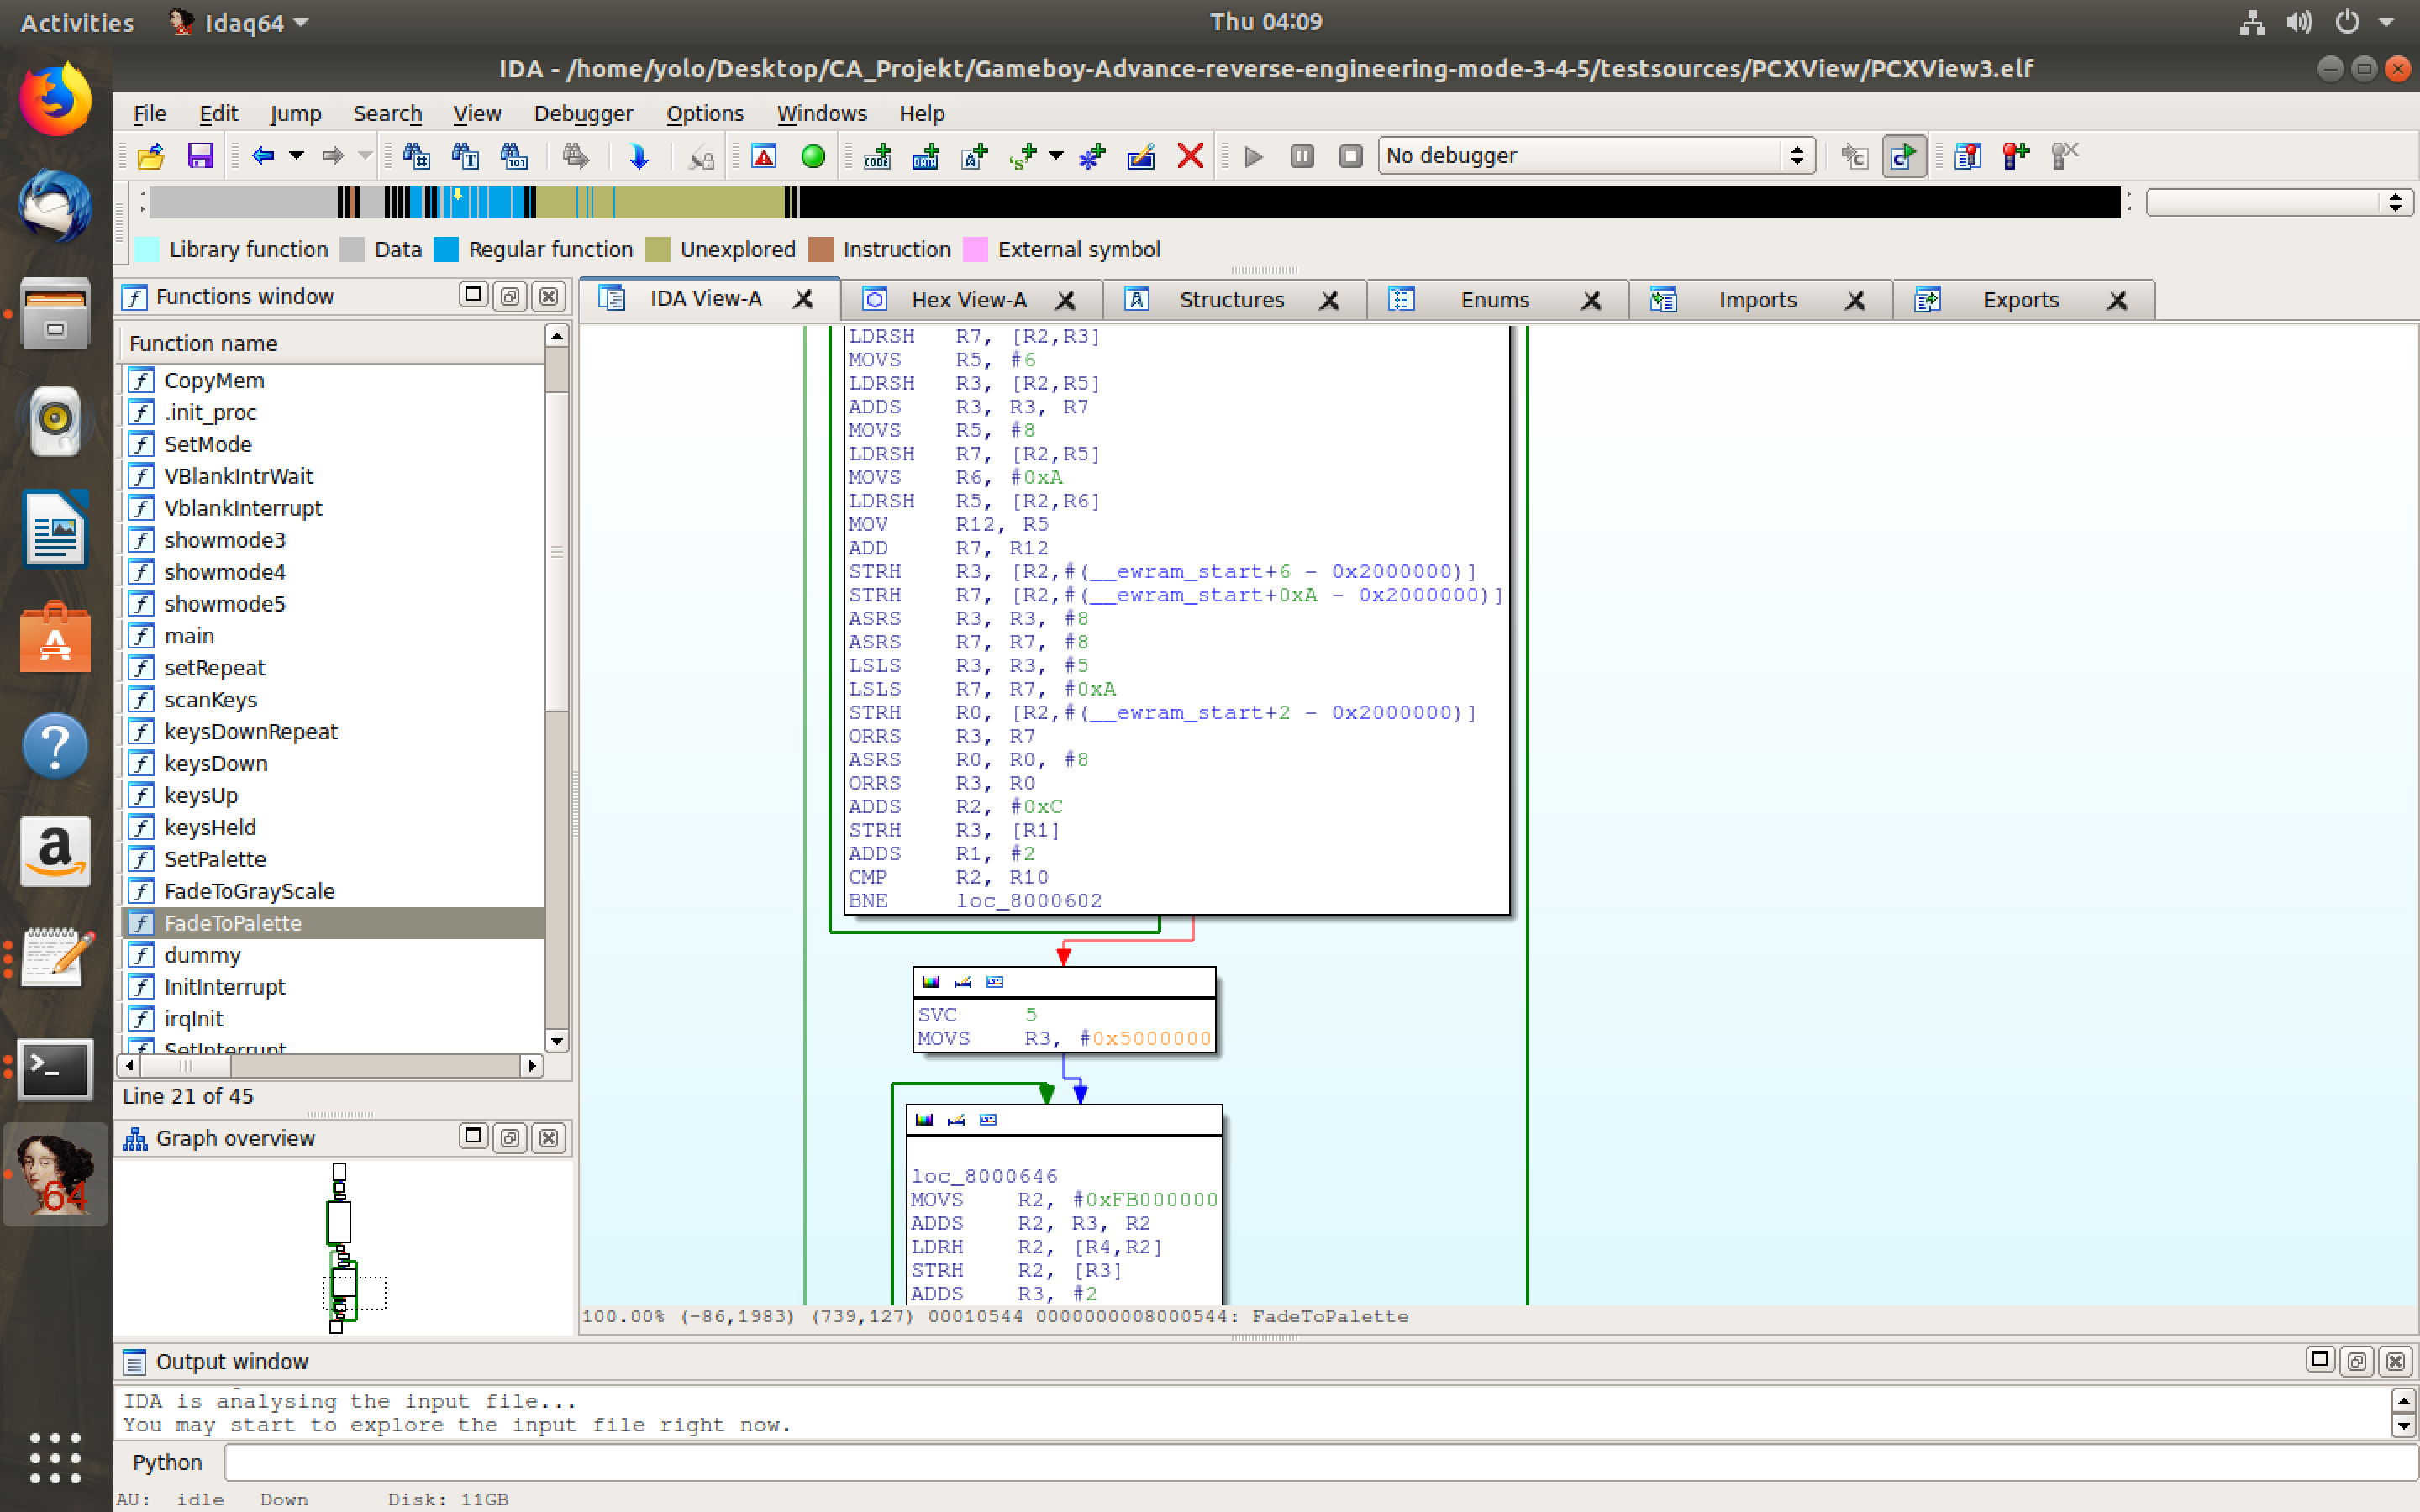 Activities Idaq64 Thu 04:09
IDA - /home/yolo/Desktop/CA_Projekt/Gameboy-Advance-reverse-engineering-mode-3-4-5/testsources/PCXView/PCXView3.elf
File Edit Jump Search View Debugger Options Windows Help
No debugger
Library function Data Regular function Unexplored Instruction External symbol
Functions window
Function name
CopyMem
.init_proc
SetMode
VBlankIntrWait
VblankInterrupt
showmode3
showmode4
showmode5
main
setRepeat
scanKeys
keysDownRepeat
keysDown
keysUp
keysHeld
SetPalette
FadeToGrayScale
FadeToPalette
dummy
InitInterrupt
irqInit
SetInterrupt
Line 21 of 45
Graph overview
IDA View-A Hex View-A Structures Enums Imports Exports
LDRSH R7, [R2,R3]
MOVS R5, #6
LDRSH R3, [R2,R5]
ADDS R3, R3, R7
MOVS R5, #8
LDRSH R7, [R2,R5]
MOVS R6, #0xA
LDRSH R5, [R2,R6]
MOV R12, R5
ADD R7, R12
STRH R3, [R2,#(__ewram_start+6 - 0x2000000)]
STRH R7, [R2,#(__ewram_start+0xA - 0x2000000)]
ASRS R3, R3, #8
ASRS R7, R7, #8
LSLS R3, R3, #5
LSLS R7, R7, #0xA
STRH R0, [R2,#(__ewram_start+2 - 0x2000000)]
ORRS R3, R7
ASRS R0, R0, #8
ORRS R3, R0
ADDS R2, #0xC
STRH R3, [R1]
ADDS R1, #2
CMP R2, R10
BNE loc_8000602
SVC 5
MOVS R3, #0x5000000
loc_8000646
MOVS R2, #0xFB000000
ADDS R2, R3, R2
LDRH R2, [R4,R2]
STRH R2, [R3]
ADDS R3, #2
100.00% (-86,1983) (739,127) 00010544 0000000008000544: FadeToPalette
Output window
IDA is analysing the input file...
You may start to explore the input file right now.
Python
AU: idle Down Disk: 11GB